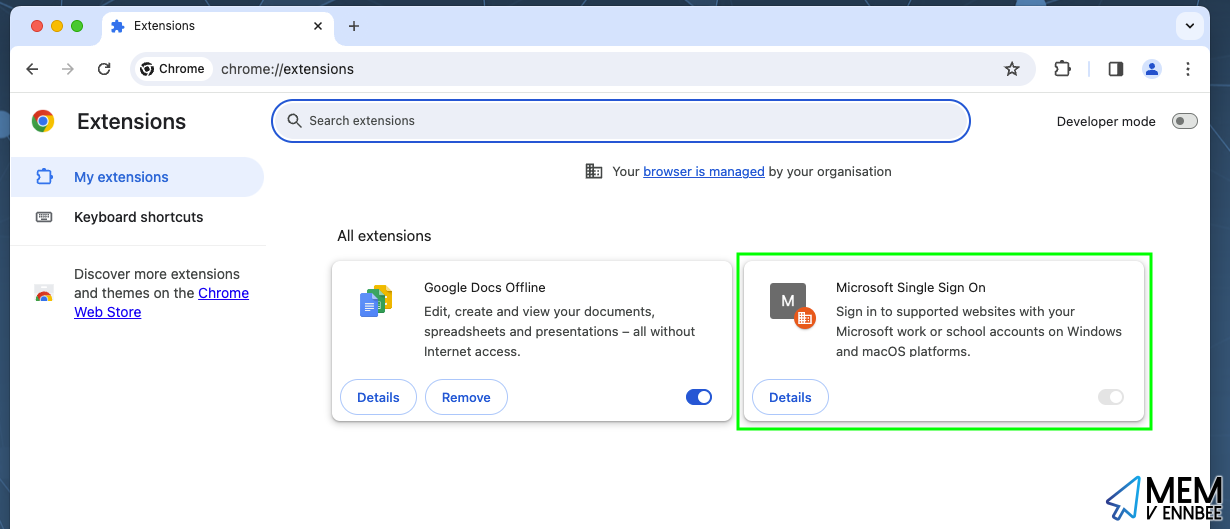 Extensions
Chrome
chrome://extensions
Extensions
Search extensions
Developer mode
My extensions
Keyboard shortcuts
Discover more extensions
and themes on the Chrome
Web Store
Your browser is managed by your organisation
All extensions
Google Docs Offline
Edit, create and view your documents,
spreadsheets and presentations – all without
Internet access.
Details
Remove
M
Microsoft Single Sign On
Sign in to supported websites with your
Microsoft work or school accounts on Windows
and macOS platforms.
Details
MEM
V ENNBEE